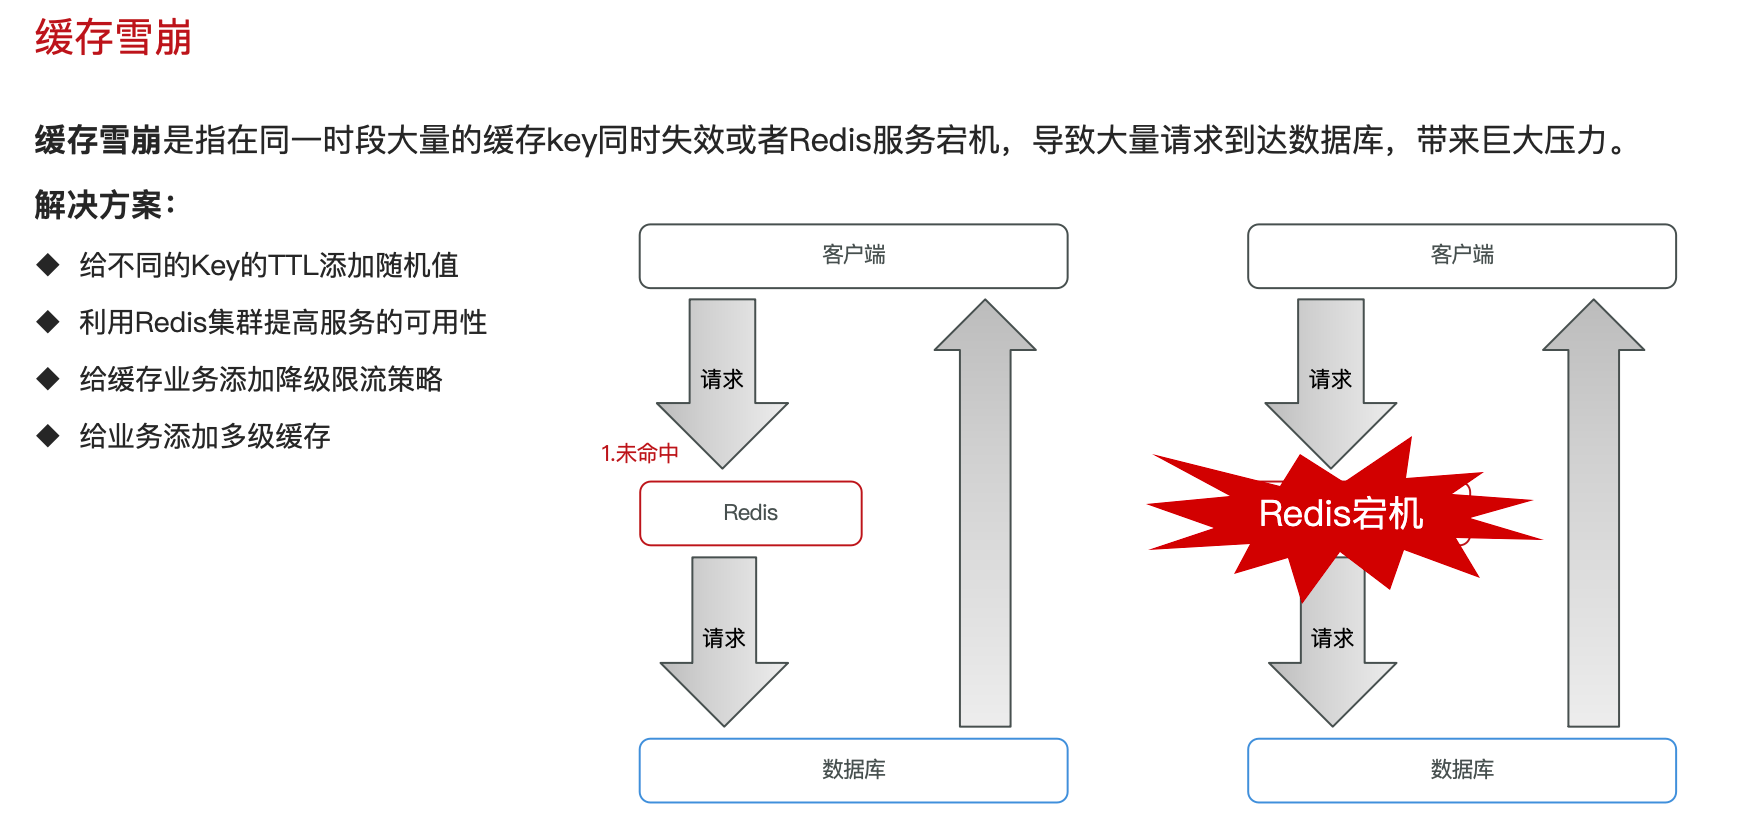 缓存雪崩
缓存雪崩是指在同一时段大量的缓存key同时失效或者Redis服务宕机，导致大量请求到达数据库，带来巨大压力。
解决方案：
◆ 给不同的Key的TTL添加随机值
◆ 利用Redis集群提高服务的可用性
◆ 给缓存业务添加降级限流策略
◆ 给业务添加多级缓存
客户端
请求
1.未命中
Redis
请求
数据库
客户端
请求
Redis宕机
请求
数据库